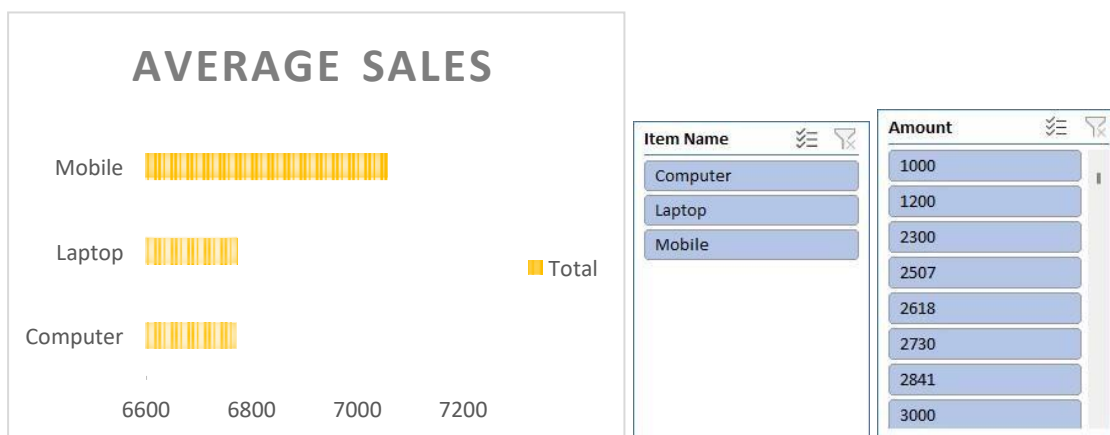 AVERAGE SALES
Mobile
Laptop
Computer
6600 6800 7000 7200
Total
Item Name
Computer
Laptop
Mobile
Amount
1000
1200
2300
2507
2618
2730
2841
3000